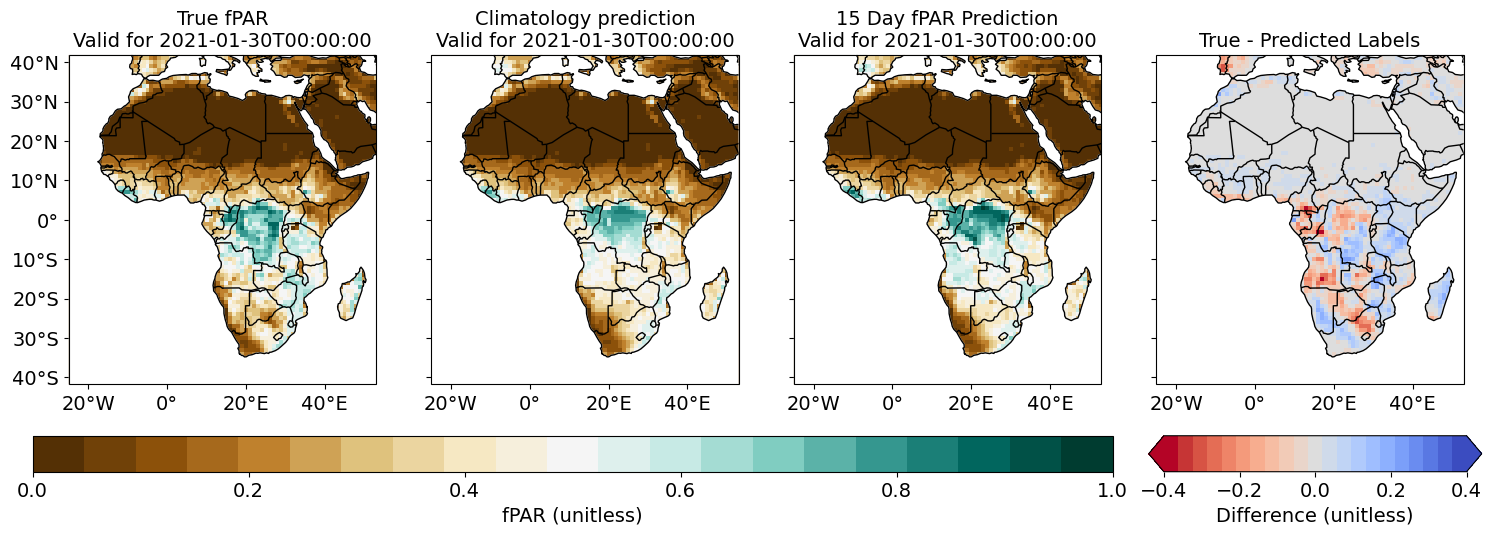 True fPAR
Valid for 2021-01-30T00:00:00
Climatology prediction
Valid for 2021-01-30T00:00:00
15 Day fPAR Prediction
Valid for 2021-01-30T00:00:00
True - Predicted Labels
40°N
30°N
20°N
10°N
0°
10°S
20°S
30°S
40°S
20°W 0° 20°E 40°E
20°W 0° 20°E 40°E
20°W 0° 20°E 40°E
20°W 0° 20°E 40°E
0.0 0.2 0.4 0.6 0.8 1.0
fPAR (unitless)
−0.4 −0.2 0.0 0.2 0.4
Difference (unitless)